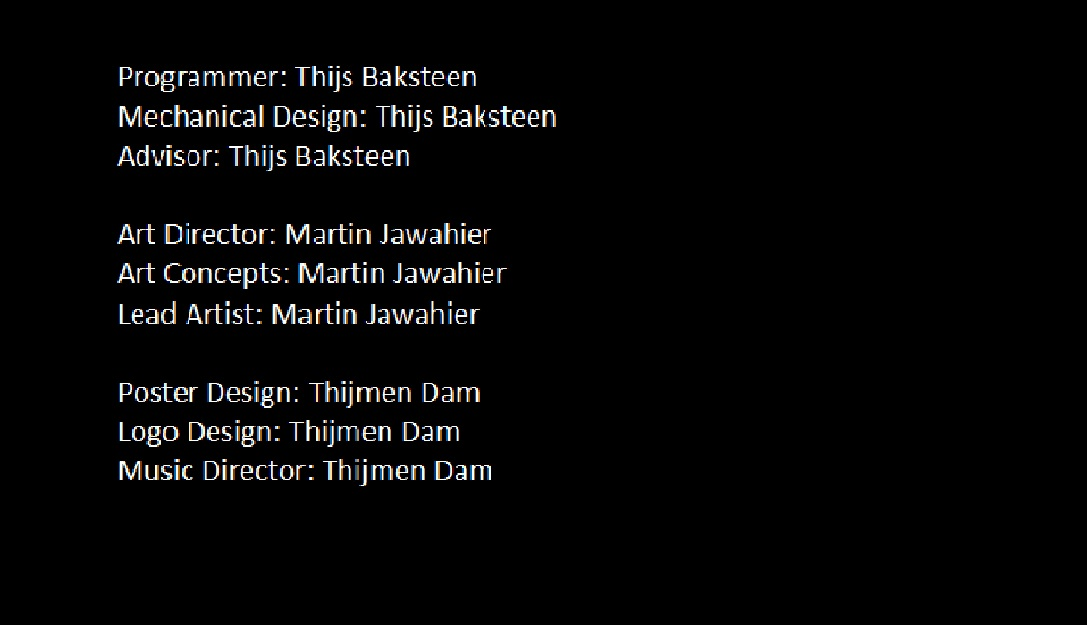 Programmer: Thijs Baksteen
Mechanical Design: Thijs Baksteen
Advisor: Thijs Baksteen
Art Director: Martin Jawahier
Art Concepts: Martin Jawahier
Lead Artist: Martin Jawahier
Poster Design: Thijmen Dam
Logo Design: Thijmen Dam
Music Director: Thijmen Dam